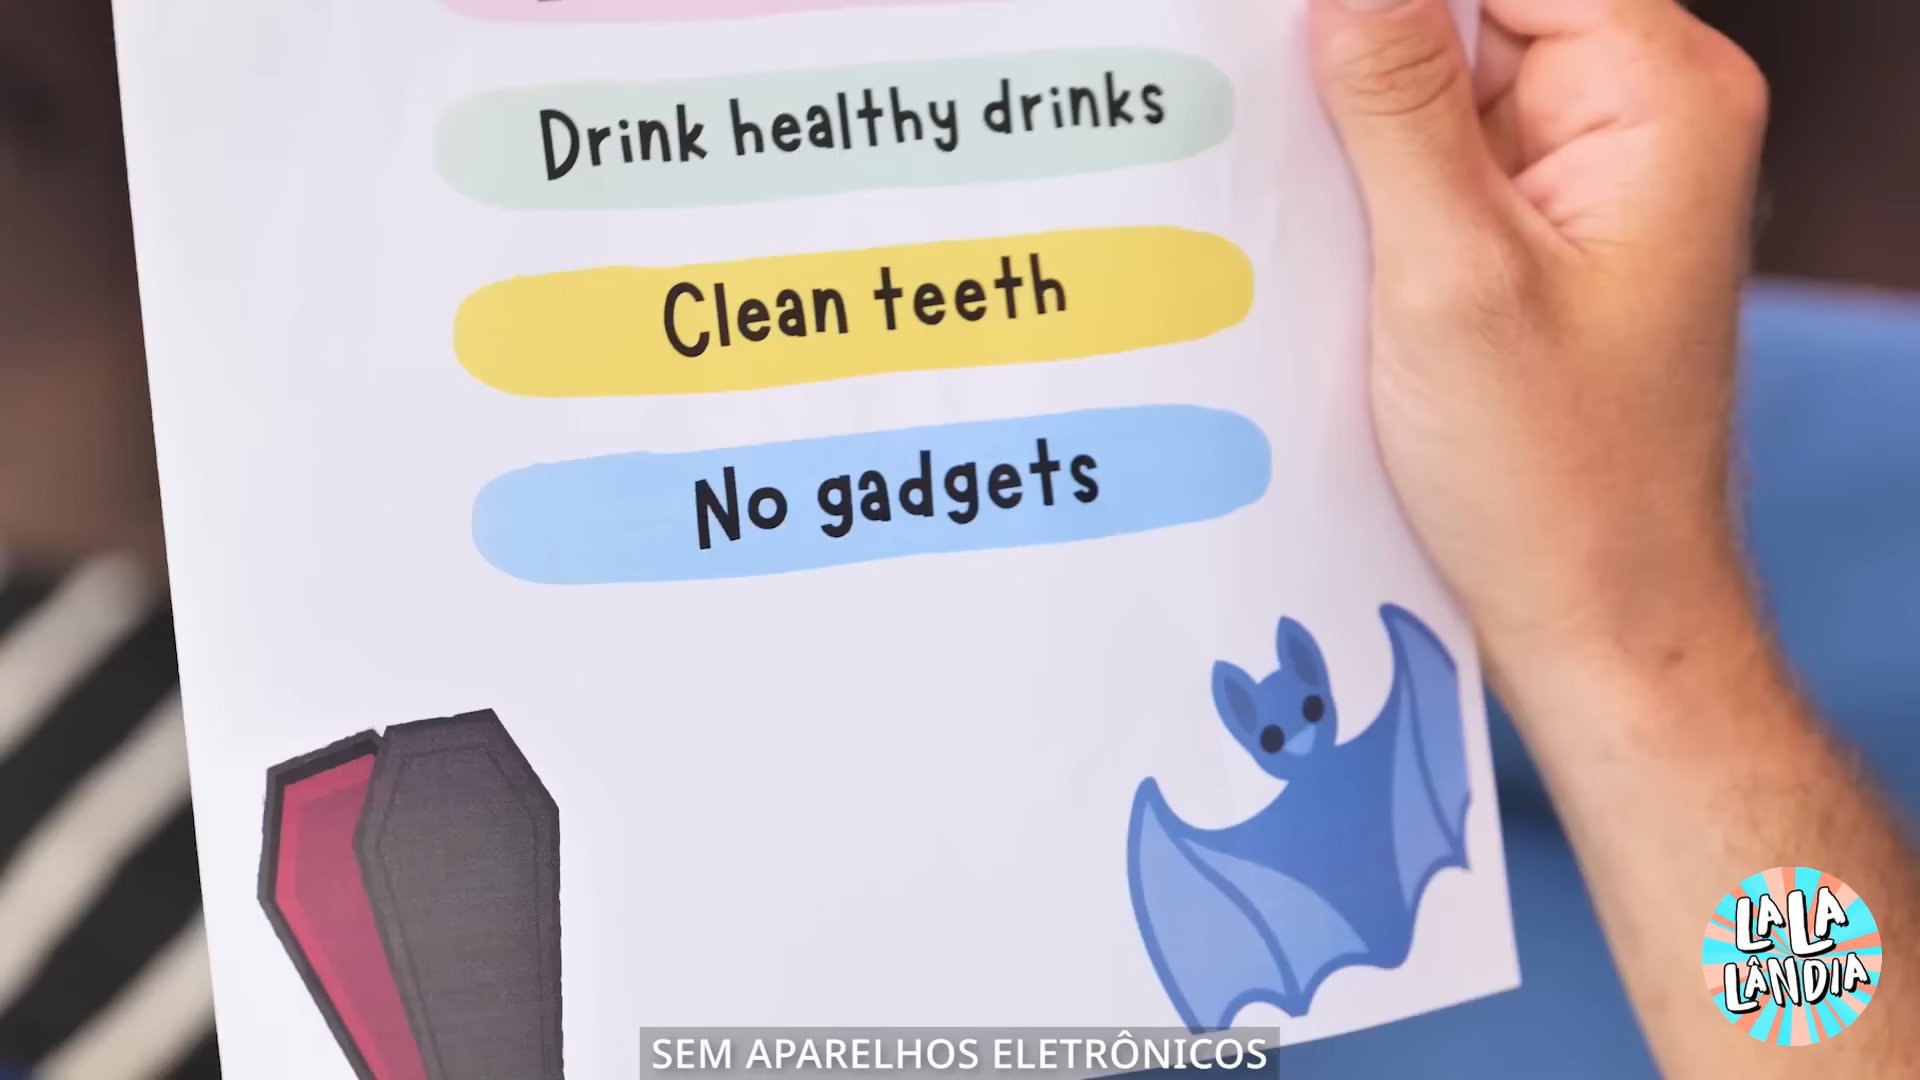 Drink healthy drinks
Clean teeth
No gadgets
LA LA
LÂNDIA
SEM APARELHOS ELETRÔNICOS